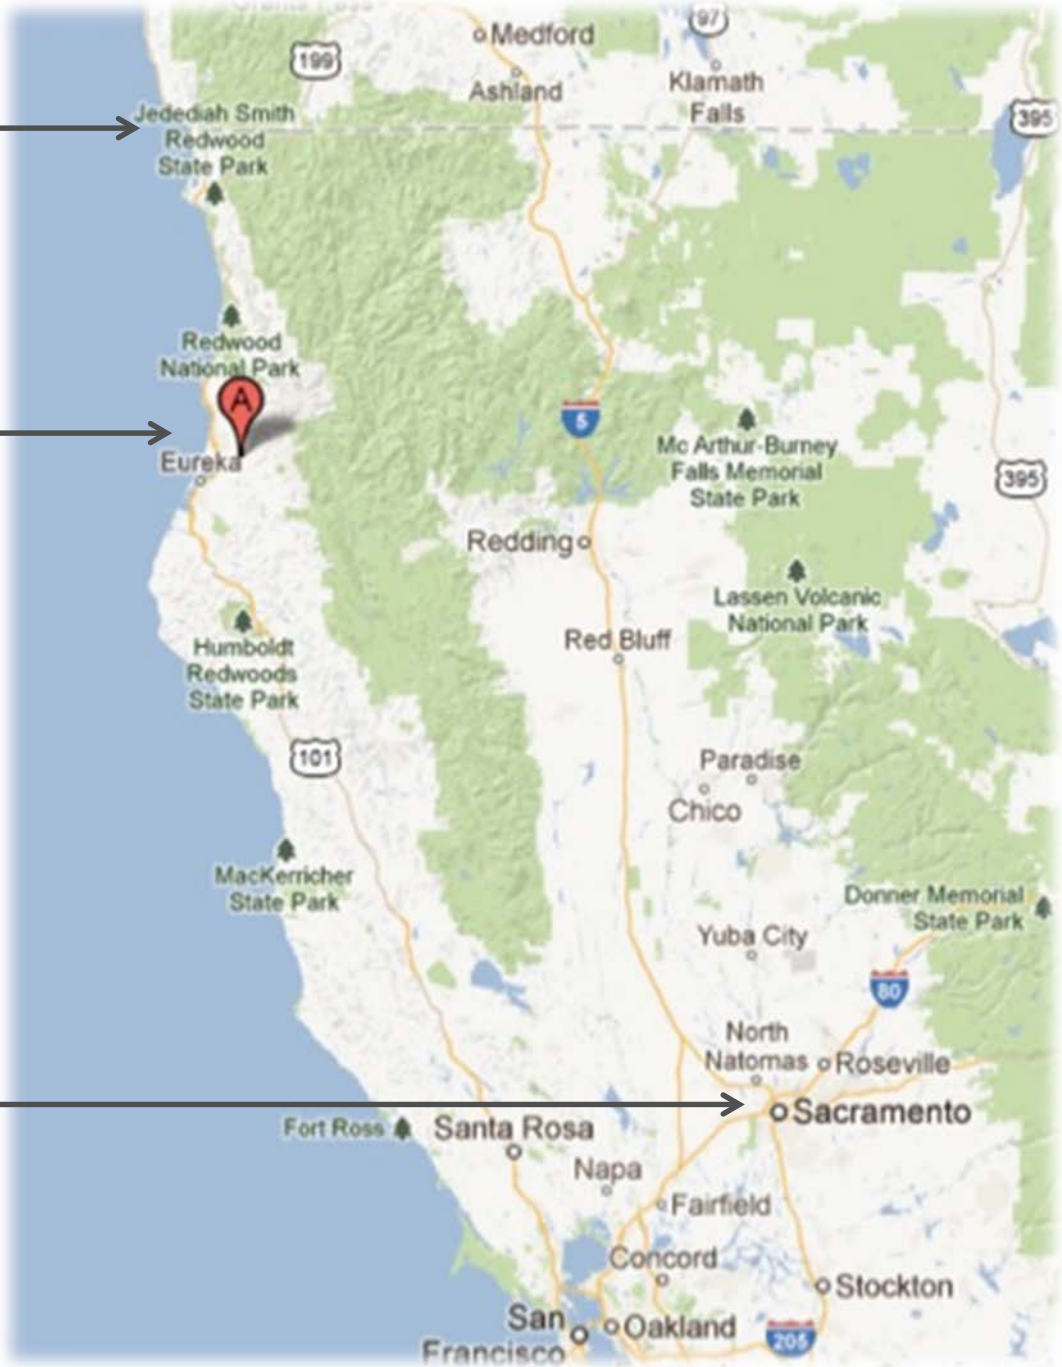 Grants Pass
97
Medford
199
Ashland
Klamath
Falls
Jedediah Smith
Redwood
State Park
395
Redwood
National Park
A
5
Mc Arthur-Burney
Falls Memorial
State Park
Eureka
395
Redding
Lassen Volcanic
National Park
Red Bluff
Humboldt
Redwoods
State Park
101
Paradise
Chico
MacKerricher
State Park
Donner Memorial
State Park
Yuba City
80
North
Natomas
Roseville
Sacramento
Fort Ross
Santa Rosa
Napa
Fairfield
Concord
Stockton
San
Francisco
Oakland
205